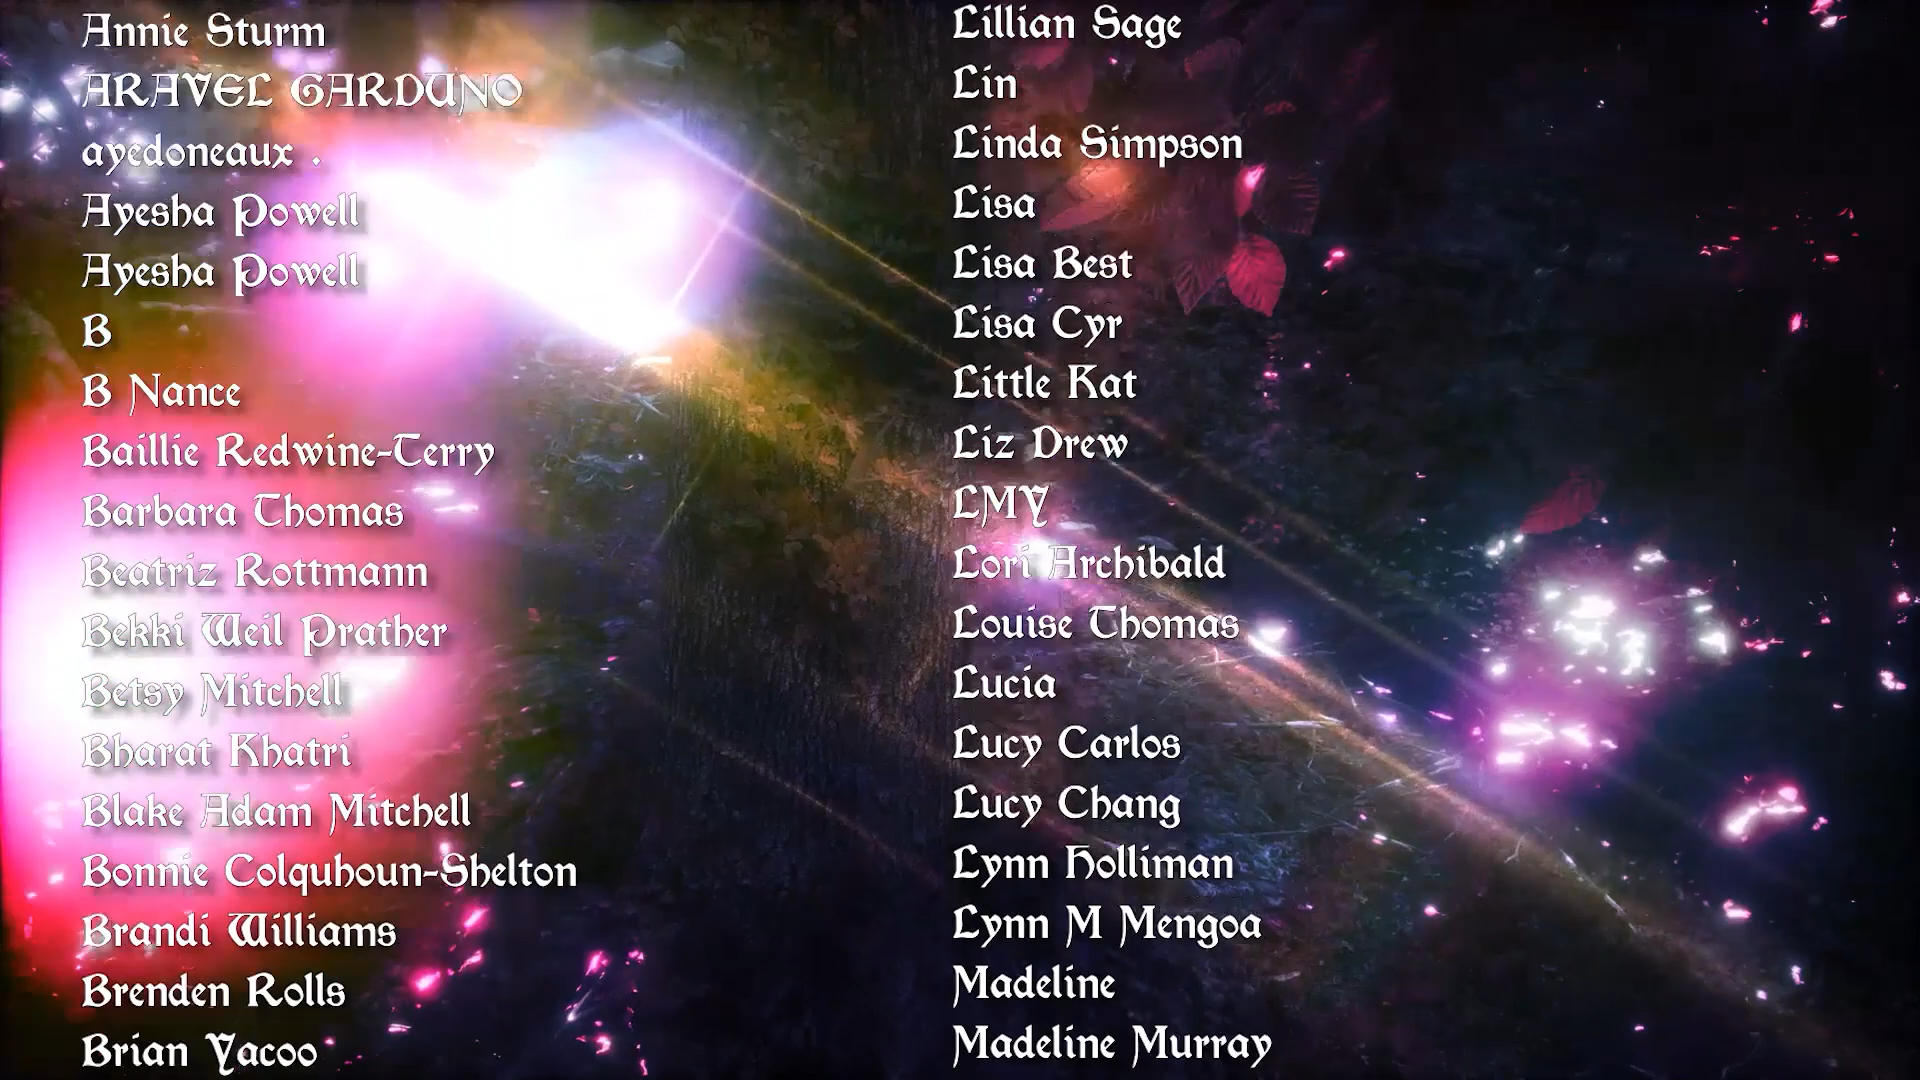 Annie Sturm
ARAVEL GARDUNO
ayedoneaux .
Ayesha Powell
Ayesha Powell
B
B Nance
Baillie Redwine-Terry
Barbara Thomas
Beatriz Rottmann
Bekki Weil Prather
Betsy Mitchell
Bharat Khatri
Blake Adam Mitchell
Bonnie Colquhoun-Shelton
Brandi Williams
Brenden Rolls
Brian Yacoo
Lillian Sage
Lin
Linda Simpson
Lisa
Lisa Best
Lisa Cyr
Little Kat
Liz Drew
LMY
Lori Archibald
Louise Thomas
Lucia
Lucy Carlos
Lucy Chang
Lynn Holliman
Lynn M Mengoa
Madeline
Madeline Murray